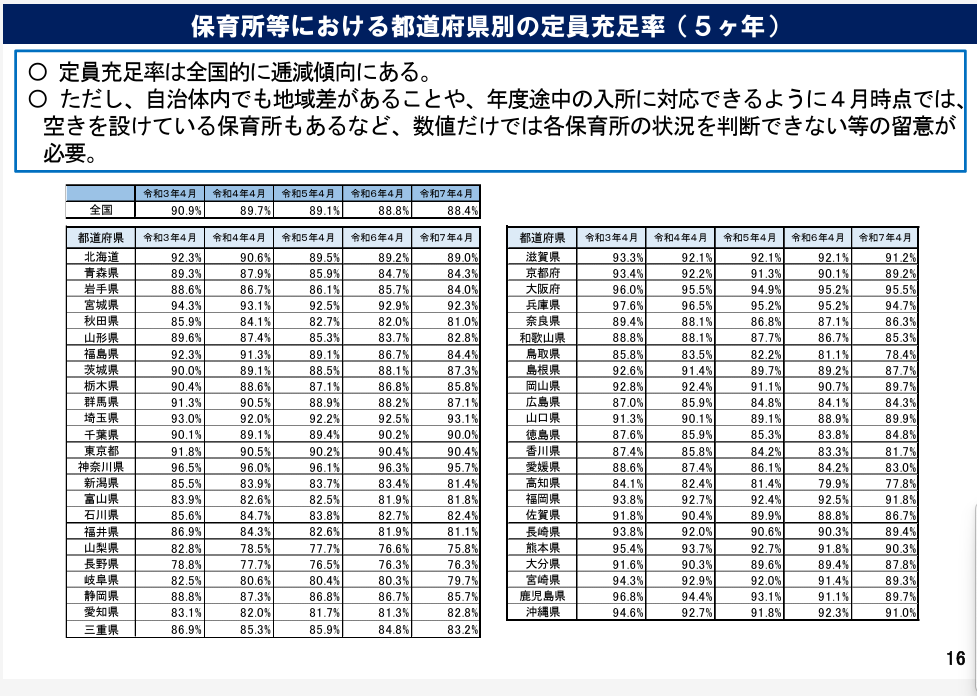 保育所等における都道府県別の定員充足率（５ヶ年）
○ 定員充足率は全国的に逓減傾向にある。
○ ただし、自治体内でも地域差があることや、年度途中の入所に対応できるように４月時点では、
空きを設けている保育所もあるなど、数値だけでは各保育所の状況を判断できない等の留意が
必要。
令和3年4月 令和4年4月 令和5年4月 令和6年4月 令和7年4月
全国 90.9% 89.7% 89.1% 88.8% 88.4%
都道府県 令和3年4月 令和4年4月 令和5年4月 令和6年4月 令和7年4月
北海道 92.3% 90.6% 89.5% 89.2% 89.0%
青森県 89.3% 87.9% 85.9% 84.7% 84.3%
岩手県 88.6% 86.7% 86.1% 85.7% 84.0%
宮城県 94.3% 93.1% 92.5% 92.9% 92.3%
秋田県 85.9% 84.1% 82.7% 82.0% 81.0%
山形県 89.6% 87.4% 85.3% 83.7% 82.8%
福島県 92.3% 91.3% 89.1% 86.7% 84.4%
茨城県 90.0% 89.1% 88.5% 88.1% 87.3%
栃木県 90.4% 88.6% 87.1% 86.8% 85.8%
群馬県 91.3% 90.5% 88.9% 88.2% 87.1%
埼玉県 93.0% 92.0% 92.2% 92.5% 93.1%
千葉県 90.1% 89.1% 89.4% 90.2% 90.0%
東京都 91.8% 90.5% 90.2% 90.4% 90.4%
神奈川県 96.5% 96.0% 96.1% 96.3% 95.7%
新潟県 85.5% 83.9% 83.7% 83.4% 81.4%
富山県 83.9% 82.6% 82.5% 81.9% 81.8%
石川県 85.6% 84.7% 83.8% 82.7% 82.4%
福井県 86.9% 84.3% 82.6% 81.9% 81.1%
山梨県 82.8% 78.5% 77.7% 76.6% 75.8%
長野県 78.8% 77.7% 76.5% 76.3% 76.3%
岐阜県 82.5% 80.6% 80.4% 80.3% 79.7%
静岡県 88.8% 87.3% 86.8% 86.7% 85.7%
愛知県 83.1% 82.0% 81.7% 81.3% 82.8%
三重県 86.9% 85.3% 85.9% 84.8% 83.2%
都道府県 令和3年4月 令和4年4月 令和5年4月 令和6年4月 令和7年4月
滋賀県 93.3% 92.1% 92.1% 92.1% 91.2%
京都府 93.4% 92.2% 91.3% 90.1% 89.2%
大阪府 96.0% 95.5% 94.9% 95.2% 95.5%
兵庫県 97.6% 96.5% 95.2% 95.2% 94.7%
奈良県 89.4% 88.1% 86.8% 87.1% 86.3%
和歌山県 88.8% 88.1% 87.7% 86.7% 85.3%
鳥取県 85.8% 83.5% 82.2% 81.1% 78.4%
島根県 92.6% 91.4% 89.7% 89.2% 87.7%
岡山県 92.8% 92.4% 91.1% 90.7% 89.7%
広島県 87.0% 85.9% 84.8% 84.1% 84.3%
山口県 91.3% 90.1% 89.1% 88.9% 89.9%
徳島県 87.6% 85.9% 85.3% 83.8% 84.8%
香川県 87.4% 85.8% 84.2% 83.3% 81.7%
愛媛県 88.6% 87.4% 86.1% 84.2% 83.0%
高知県 84.1% 82.4% 81.4% 79.9% 77.8%
福岡県 93.8% 92.7% 92.4% 92.5% 91.8%
佐賀県 91.8% 90.4% 89.9% 88.8% 86.7%
長崎県 93.8% 92.0% 90.6% 90.3% 89.4%
熊本県 95.4% 93.7% 92.7% 91.8% 90.3%
大分県 91.6% 90.3% 89.6% 89.4% 87.8%
宮崎県 94.3% 92.9% 92.0% 91.4% 89.3%
鹿児島県 96.8% 94.4% 93.1% 91.1% 89.7%
沖縄県 94.6% 92.7% 91.8% 92.3% 91.0%
16